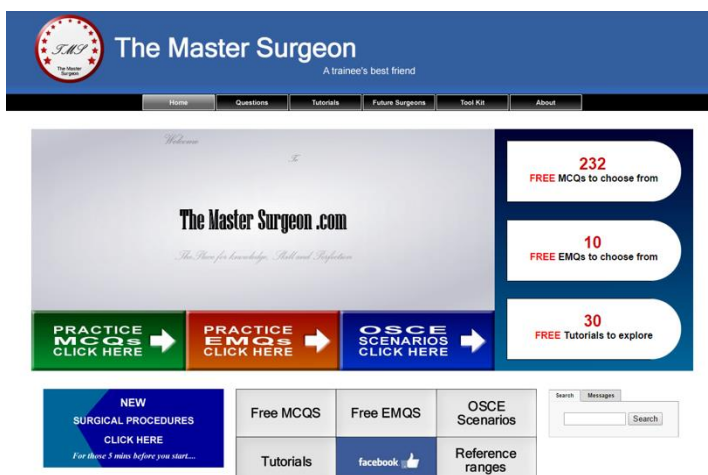 TMS
The Master
Surgeon
The Master Surgeon
A trainee's best friend
Home
Questions
Tutorials
Future Surgeons
Tool Kit
About
Welcome
To
The Master Surgeon .com
The Place for knowledge, Skill and Perfection
232
FREE MCQs to choose from
10
FREE EMQs to choose from
30
FREE Tutorials to explore
PRACTICE
MCQs
CLICK HERE
PRACTICE
EMQs
CLICK HERE
OSCE
SCENARIOS
CLICK HERE
NEW
SURGICAL PROCEDURES
CLICK HERE
For those 5 mins before you start....
Free MCQS
Free EMQS
OSCE
Scenarios
Tutorials
facebook
Reference
ranges
Search
Messages
Search